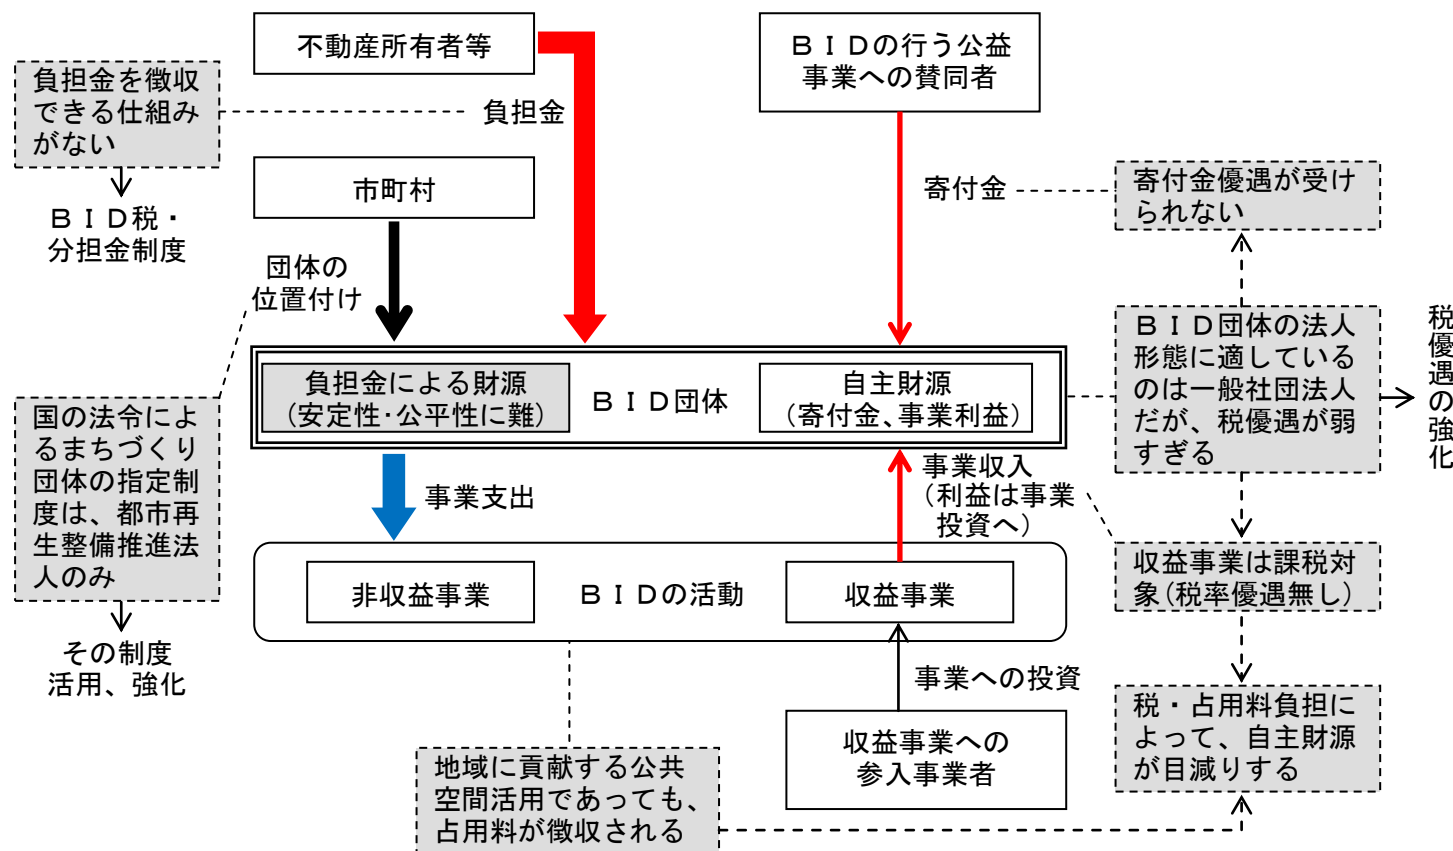 不動産所有者等
ＢＩＤの行う公益
事業への賛同者
負担金を徴収
できる仕組み
がない
負担金
市町村
寄付金
寄付金優遇が受け
られない
ＢＩＤ税・
分担金制度
団体の
位置付け
ＢＩＤ団体の法人
形態に適している
のは一般社団法人
だが、税優遇が弱
すぎる
税優遇の強化
負担金による財源
(安定性・公平性に難)
ＢＩＤ団体
自主財源
(寄付金、事業利益)
国の法令によ
るまちづくり
団体の指定制
度は、都市再
生整備推進法
人のみ
事業支出
事業収入
(利益は事業
投資へ)
非収益事業
ＢＩＤの活動
収益事業
収益事業は課税対
象(税率優遇無し)
その制度
活用、強化
事業への投資
税・占用料負担に
よって、自主財源
が目減りする
収益事業への
参入事業者
地域に貢献する公共
空間活用であっても、
占用料が徴収される